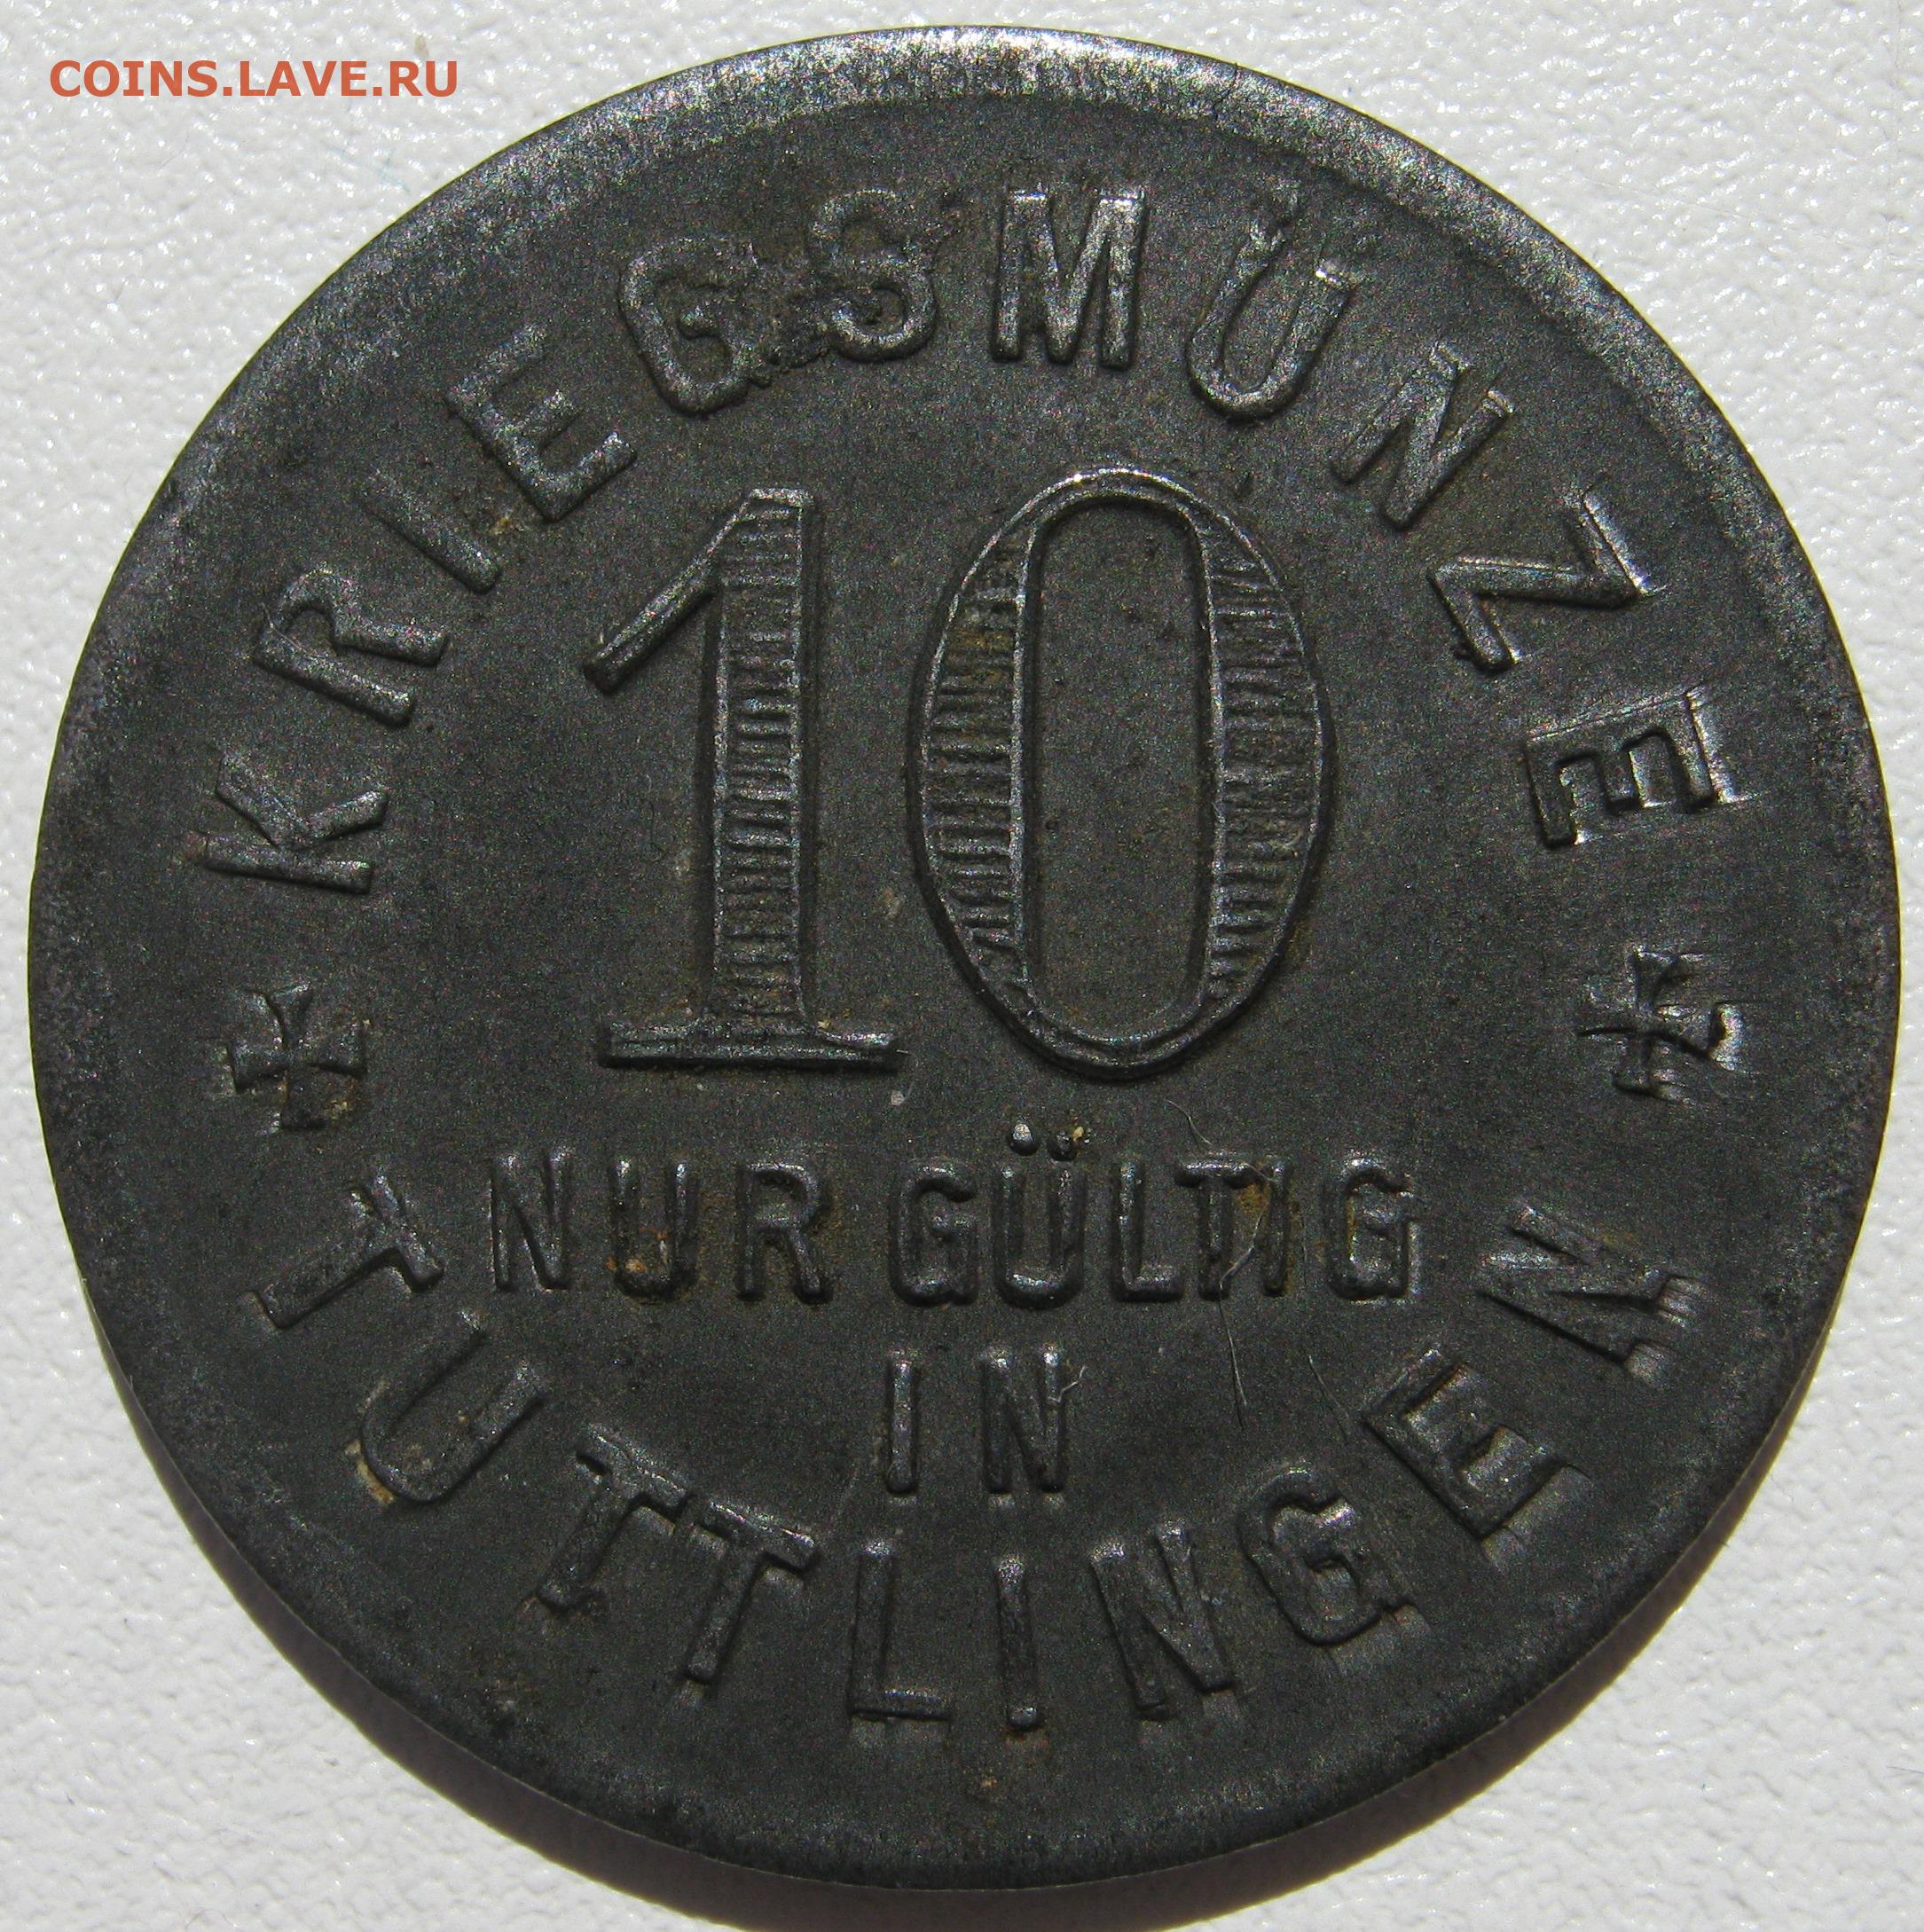 COINS.LAVE.RU
KRIEGSMÜNZE
10
NUR GÜLTIG
IN
TUTTLINGEN